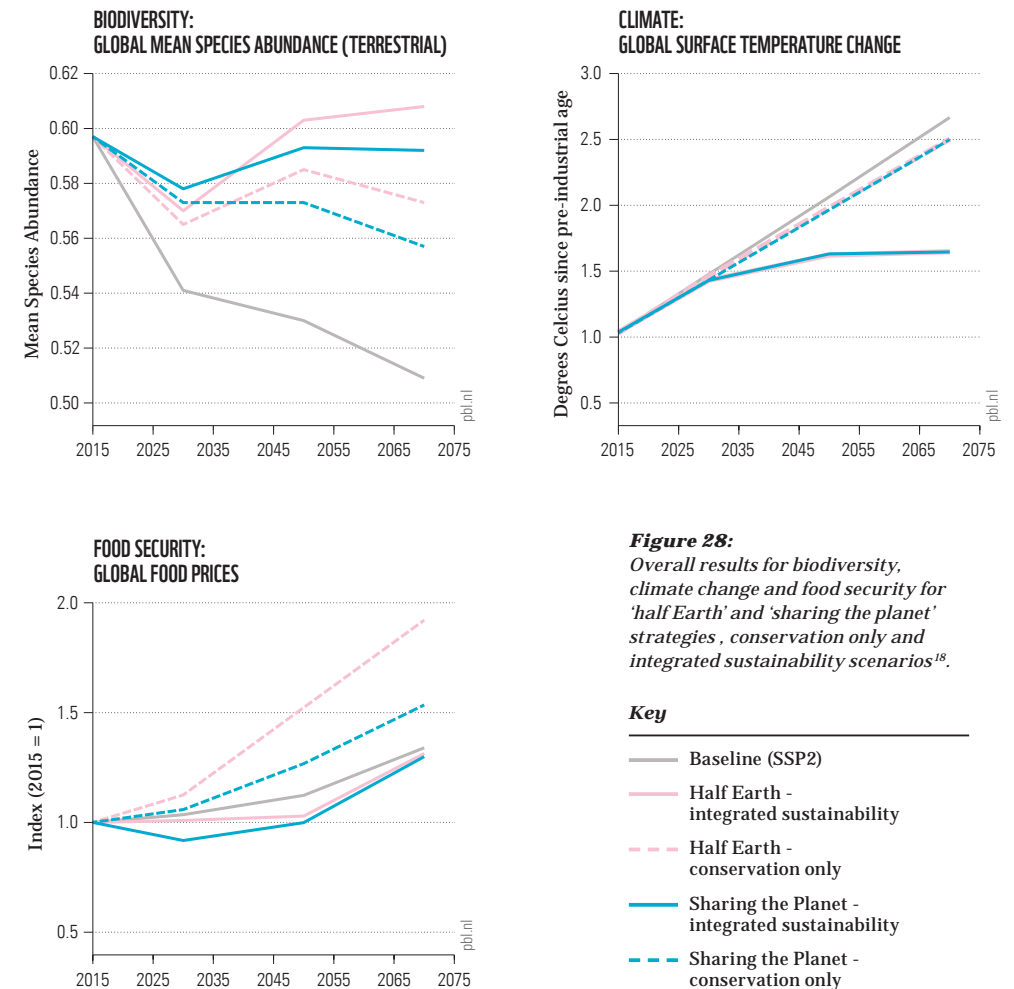 BIODIVERSITY:
GLOBAL MEAN SPECIES ABUNDANCE (TERRESTRIAL)
0.62
0.60
0.58
0.56
0.54
0.52
0.50
Mean Species Abundance
2015 2025 2035 2045 2055 2065 2075
pbl.nl
CLIMATE:
GLOBAL SURFACE TEMPERATURE CHANGE
3.0
2.5
2.0
1.5
1.0
0.5
Degrees Celcius since pre-industrial age
2015 2025 2035 2045 2055 2065 2075
pbl.nl
FOOD SECURITY:
GLOBAL FOOD PRICES
2.0
1.5
1.0
0.5
Index (2015 = 1)
2015 2025 2035 2045 2055 2065 2075
pbl.nl
Figure 28:
Overall results for biodiversity,
climate change and food security for
‘half Earth’ and ‘sharing the planet’
strategies , conservation only and
integrated sustainability scenarios¹⁸.
Key
Baseline (SSP2)
Half Earth -
integrated sustainability
Half Earth -
conservation only
Sharing the Planet -
integrated sustainability
Sharing the Planet -
conservation only